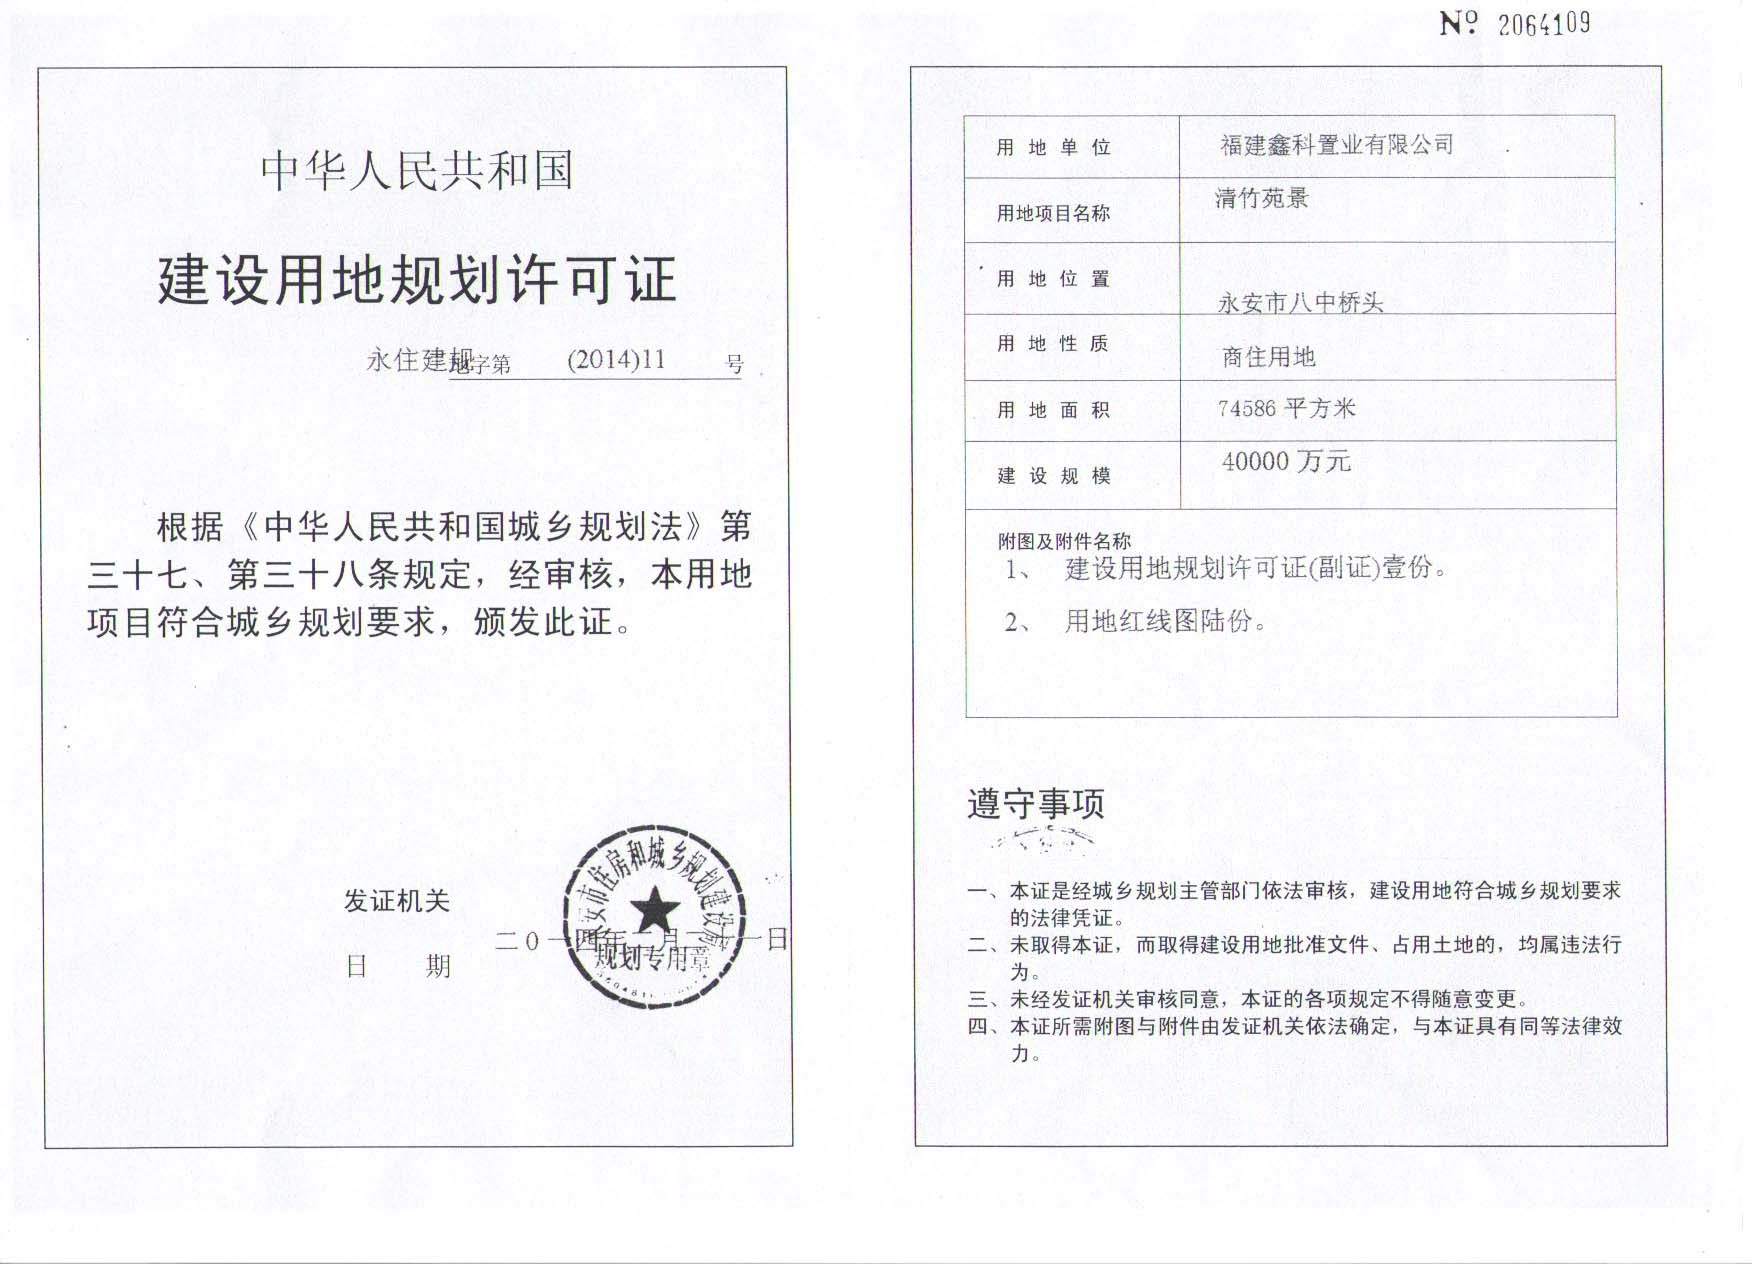 № 2064109
中华人民共和国
建设用地规划许可证
永住建规地字第 (2014)11 号
根据《中华人民共和国城乡规划法》第
三十七、第三十八条规定，经审核，本用地
项目符合城乡规划要求，颁发此证。
发证机关
日 期
永安市住房和城乡规划建设局
规划专用章
用地单位 福建鑫科置业有限公司
用地项目名称 清竹苑景
用地位置 永安市八中桥头
用地性质 商住用地
用地面积 74586 平方米
建设规模 40000 万元
附图及附件名称
1、 建设用地规划许可证(副证)壹份。
2、 用地红线图陆份。
遵守事项
一、本证是经城乡规划主管部门依法审核，建设用地符合城乡规划要求
的法律凭证。
二、未取得本证，而取得建设用地批准文件、占用土地的，均属违法行
为。
三、未经发证机关审核同意，本证的各项规定不得随意变更。
四、本证所需附图与附件由发证机关依法确定，与本证具有同等法律效
力。